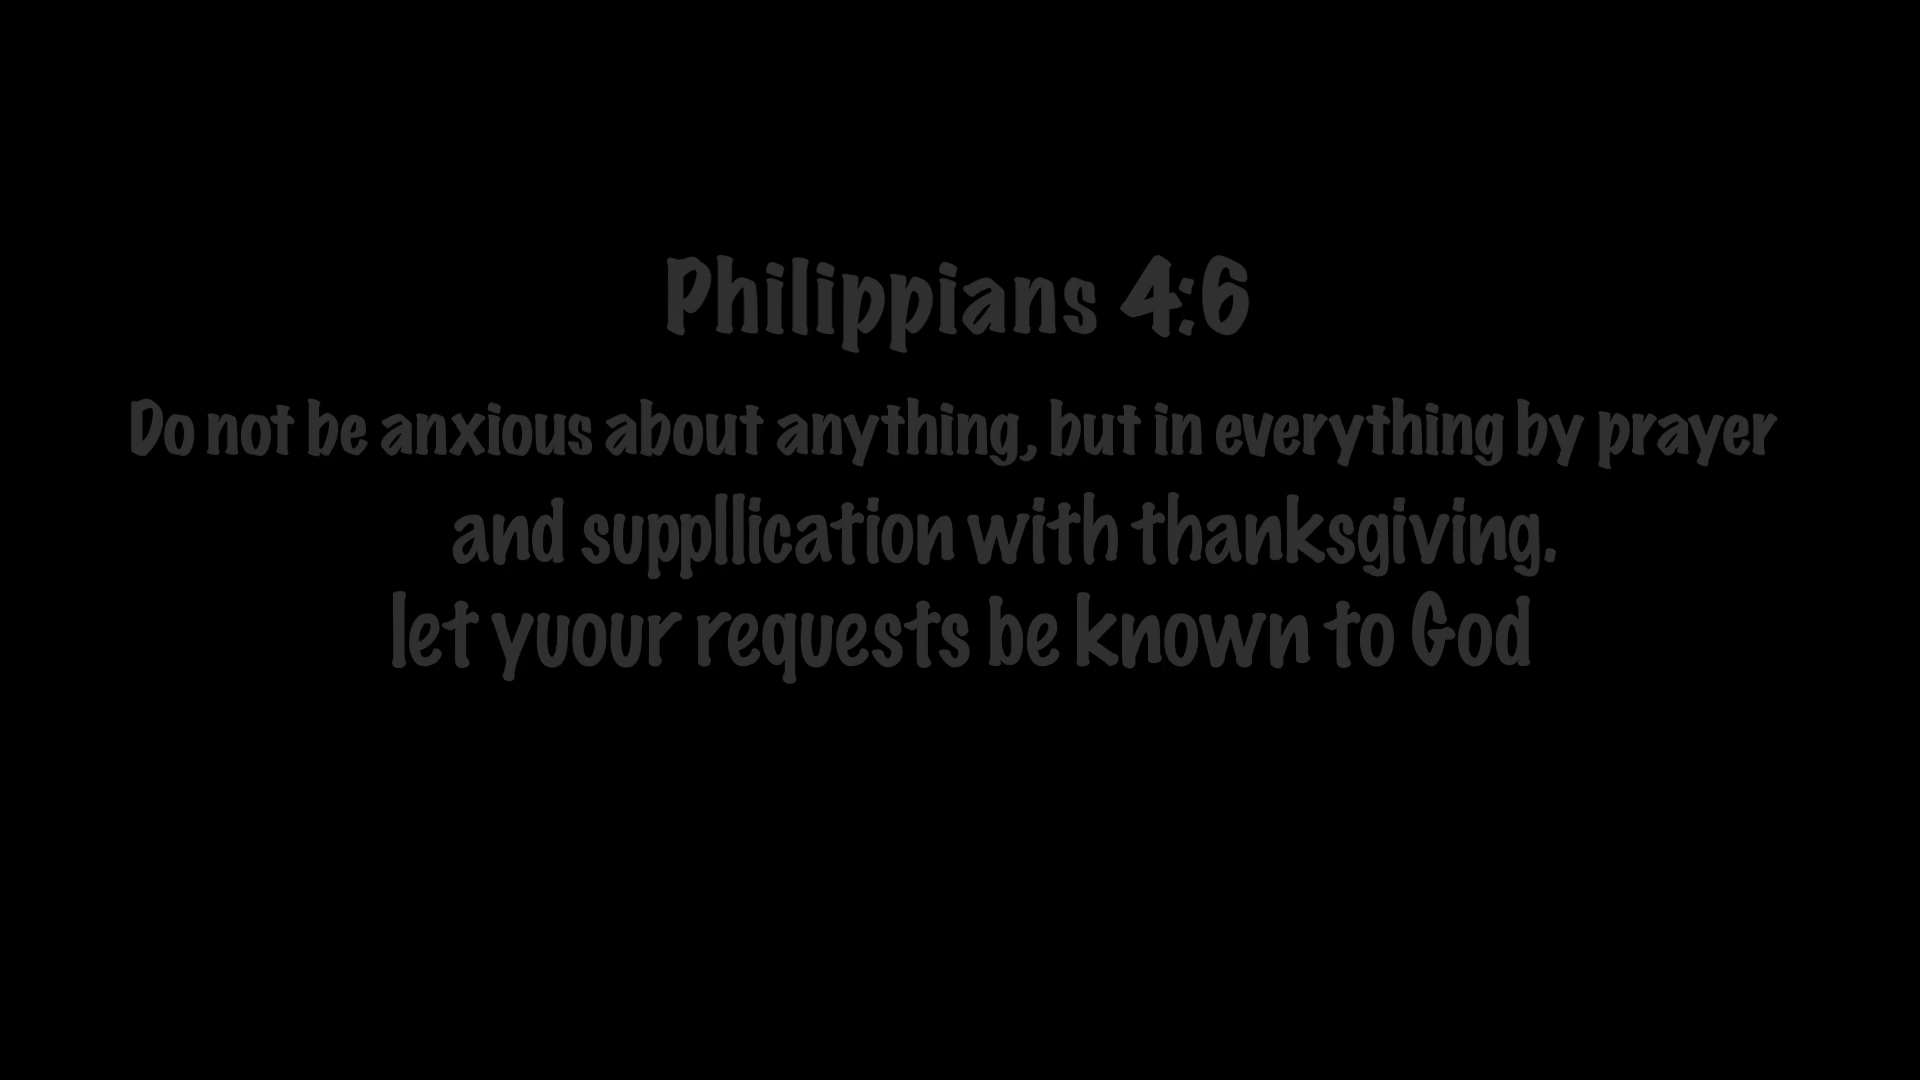 Philippians 4:6
Do not be anxious about anything, but in everything by prayer
and suppllication with thanksgiving.
let yuour requests be known to God